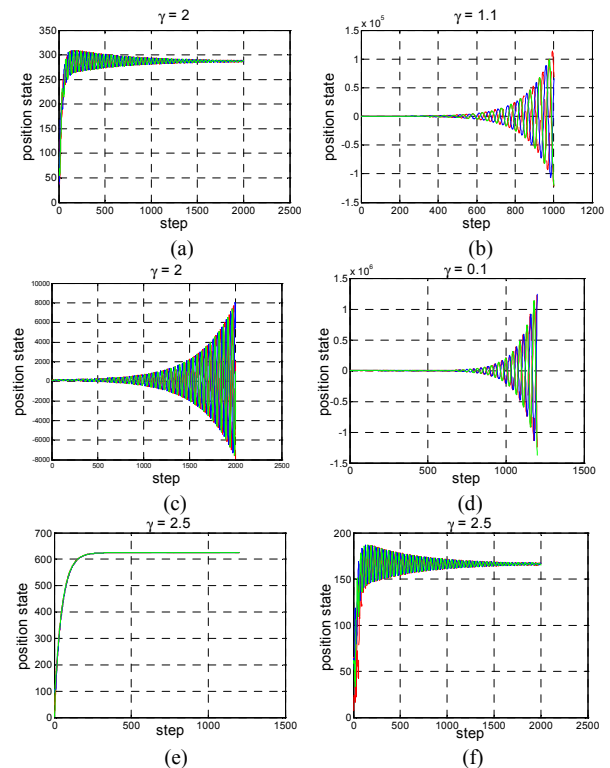 γ = 2
350
300
250
200
150
100
50
0
0 500 1000 1500 2000 2500
position state
step
(a)
γ = 1.1
x 10^5
1.5
1
0.5
0
-0.5
-1
-1.5
0 200 400 600 800 1000 1200
position state
step
(b)
γ = 2
10000
8000
6000
4000
2000
0
-2000
-4000
-6000
-8000
0 500 1000 1500 2000 2500
position state
step
(c)
γ = 0.1
x 10^6
1.5
1
0.5
0
-0.5
-1
-1.5
0 500 1000 1500
position state
step
(d)
γ = 2.5
700
600
500
400
300
200
100
0
0 500 1000 1500
position state
step
(e)
γ = 2.5
200
150
100
50
0
0 500 1000 1500 2000 2500
position state
step
(f)